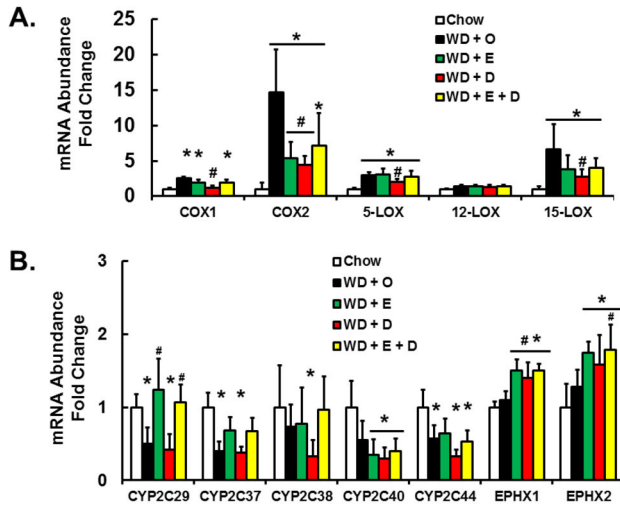 A.
mRNA Abundance
Fold Change
25
20
15
10
5
0
Chow
WD + O
WD + E
WD + D
WD + E + D
* * # *
* # *
* #
* #
COX1 COX2 5-LOX 12-LOX 15-LOX
B.
mRNA Abundance
Fold Change
3
2
1
0
Chow
WD + O
WD + E
WD + D
WD + E + D
* # * #
* *
*
*
* * *
# *
* #
CYP2C29 CYP2C37 CYP2C38 CYP2C40 CYP2C44 EPHX1 EPHX2